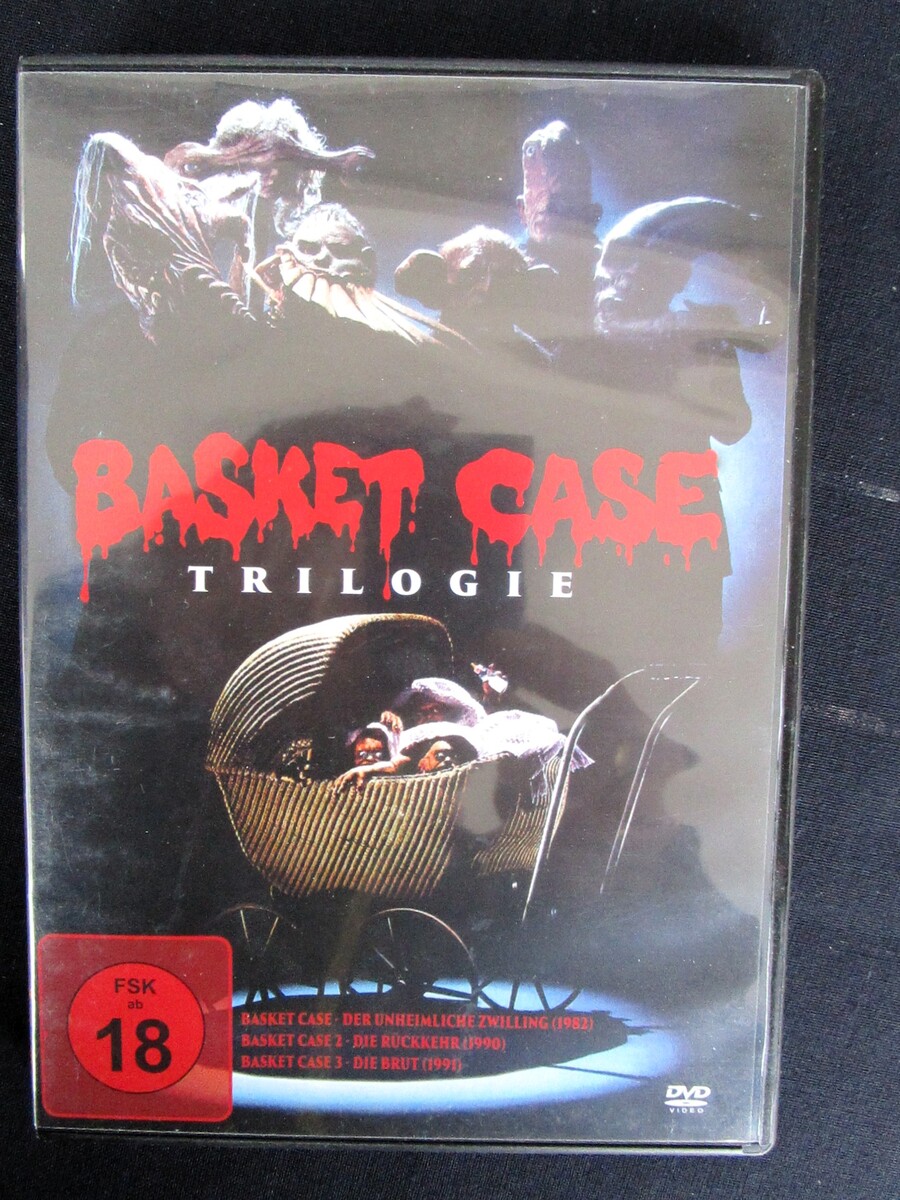 BASKET CASE
TRILOGIE
FSK
ab
18
BASKET CASE - DER UNHEIMLICHE ZWILLING (1982)
BASKET CASE 2 - DIE RÜCKKEHR (1990)
BASKET CASE 3 - DIE BRUT (1991)
DVD
VIDEO